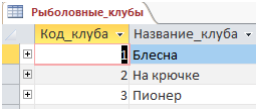 Рыболовные_клубы
Код_клуба Название_клуба
1 Блесна
2 На крючке
3 Пионер